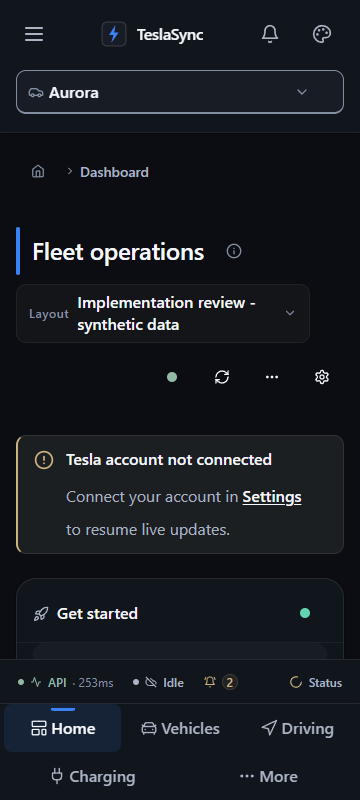 TeslaSync
Aurora
Dashboard
Fleet operations
Layout
Implementation review -
synthetic data
Tesla account not connected
Connect your account in Settings
to resume live updates.
Get started
API · 253ms
Idle
2
Status
Home
Vehicles
Driving
Charging
More